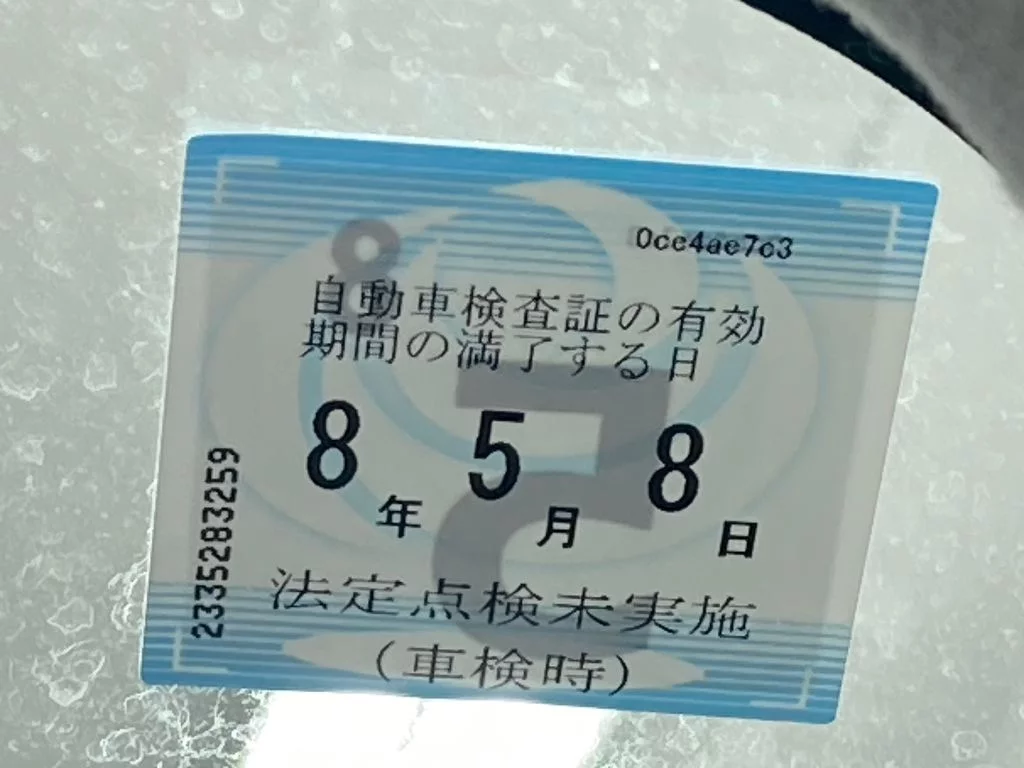 0ce4ae7c3
自動車検査証の有効
期間の満了する日
8年 5月 8日
2335283259
法定点検未実施
(車検時)